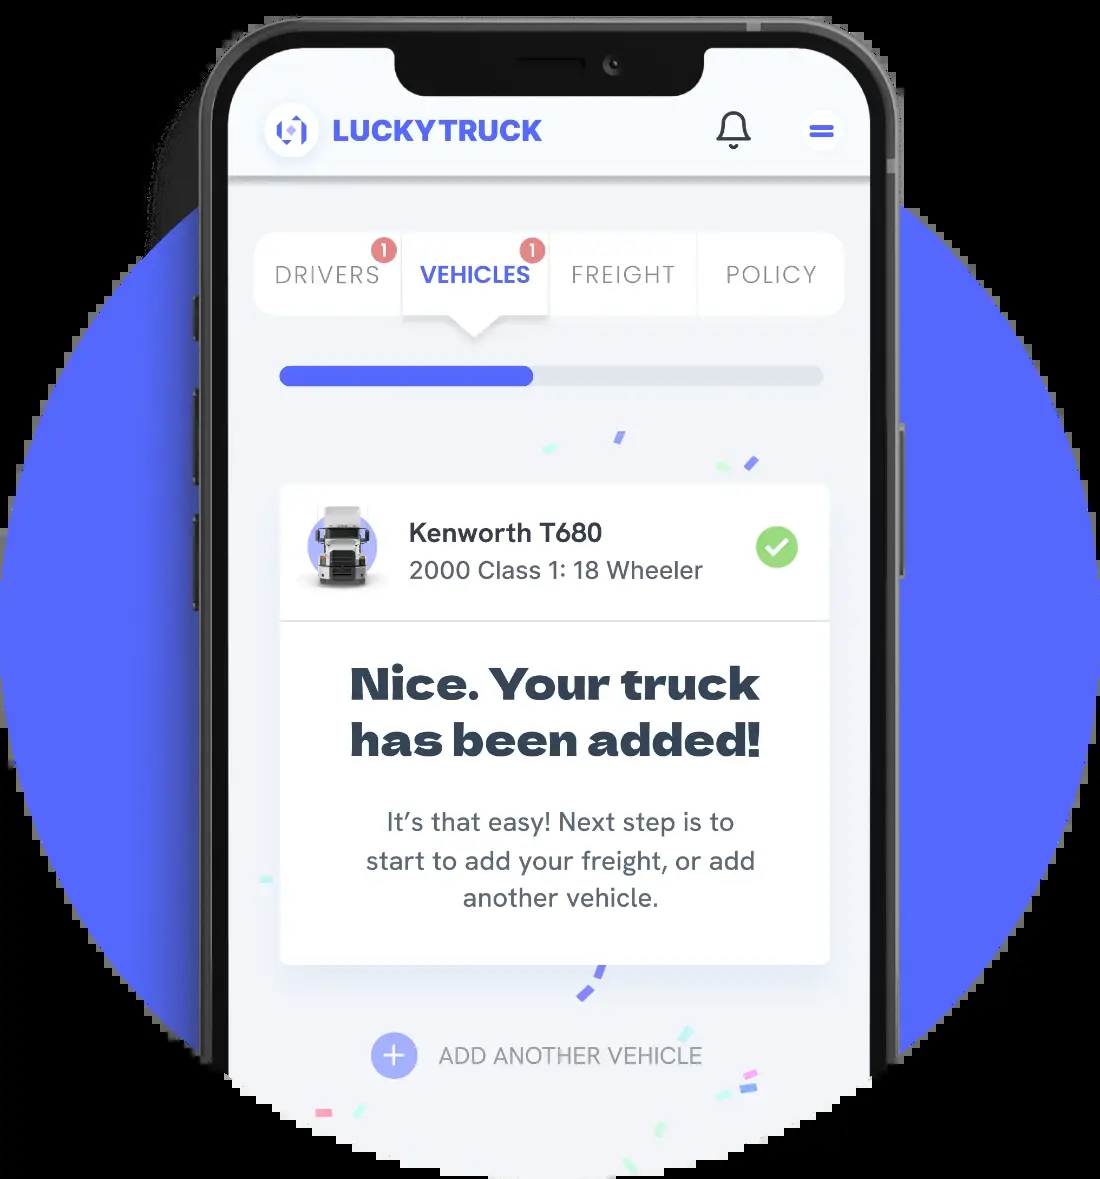 LUCKYTRUCK
DRIVERS 1 VEHICLES 1 FREIGHT POLICY
Kenworth T680
2000 Class 1: 18 Wheeler
Nice. Your truck
has been added!
It’s that easy! Next step is to
start to add your freight, or add
another vehicle.
ADD ANOTHER VEHICLE